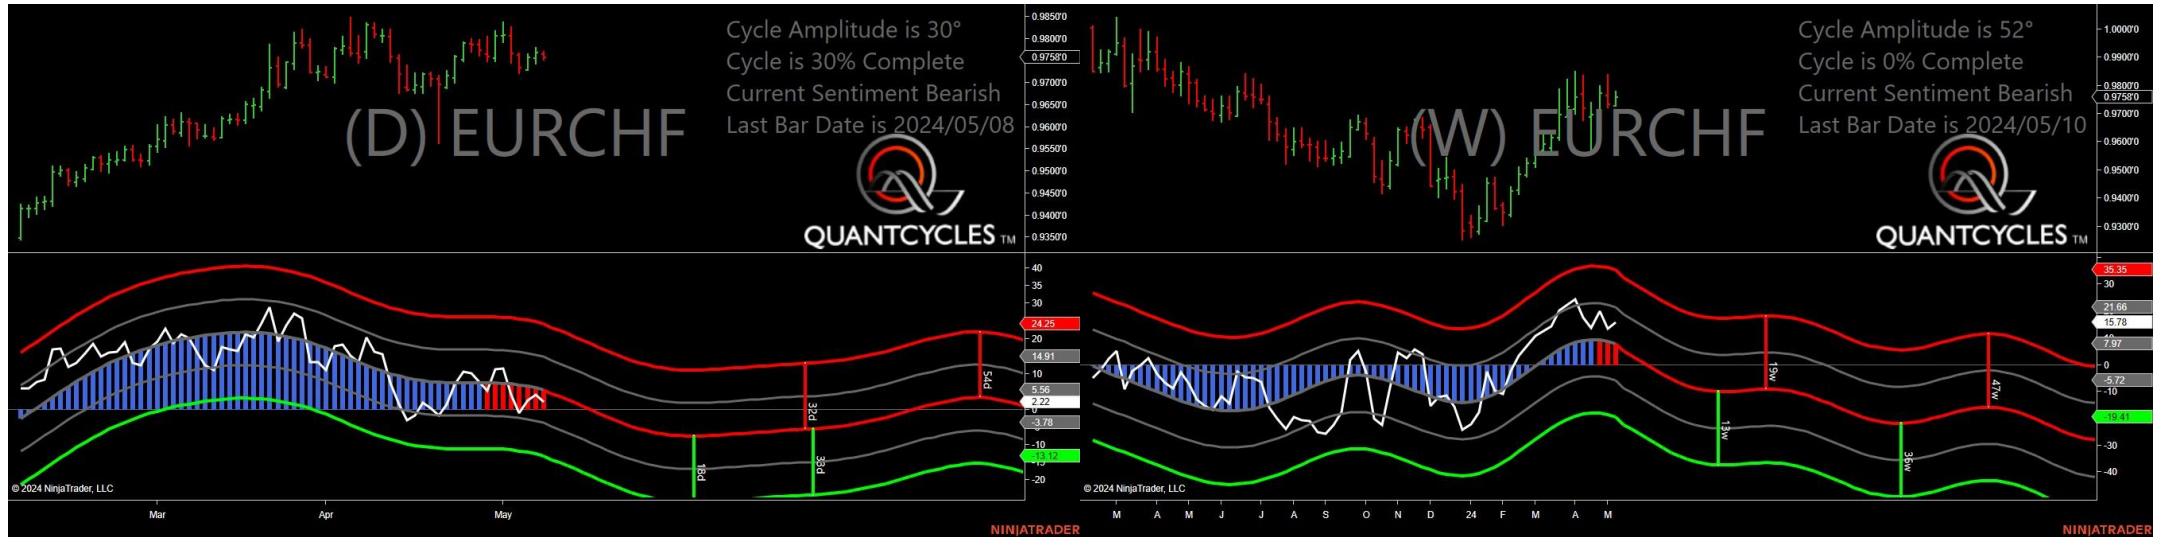 Cycle Amplitude is 30°
Cycle is 30% Complete
Current Sentiment Bearish
Last Bar Date is 2024/05/08
(D) EURCHF
QUANTCYCLES TM
0.9850'0
0.9800'0
0.9758'0
0.9700'0
0.9650'0
0.9600'0
0.9550'0
0.9500'0
0.9450'0
0.9400'0
0.9350'0
40
35
30
24.25
20
14.91
10
5.56
2.22
0
-3.78
-10
-13.12
-20
18d
32d
33d
54d
© 2024 NinjaTrader, LLC
Mar Apr May
NINJATRADER
Cycle Amplitude is 52°
Cycle is 0% Complete
Current Sentiment Bearish
Last Bar Date is 2024/05/10
(W) EURCHF
QUANTCYCLES TM
1.0000'0
0.9900'0
0.9800'0
0.9758'0
0.9700'0
0.9600'0
0.9500'0
0.9400'0
0.9300'0
35.35
30
21.66
15.78
7.97
0
-5.72
-10
-19.41
-30
-40
13w
19w
36w
47w
© 2024 NinjaTrader, LLC
M A M J J A S O N D 24 F M A M
NINJATRADER